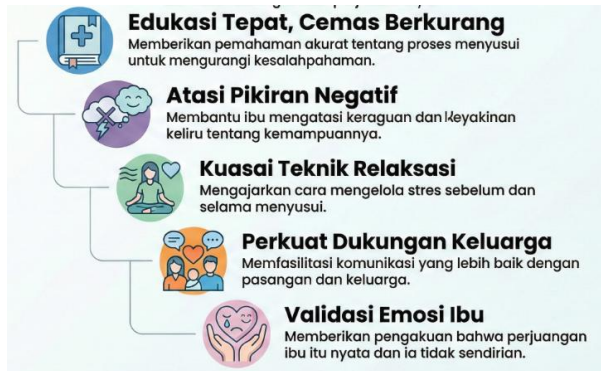 Edukasi Tepat, Cemas Berkurang
Memberikan pemahaman akurat tentang proses menyusui
untuk mengurangi kesalahpahaman.
Atasi Pikiran Negatif
Membantu ibu mengatasi keraguan dan keyakinan
keliru tentang kemampuannya.
Kuasai Teknik Relaksasi
Mengajarkan cara mengelola stres sebelum dan
selama menyusui.
Perkuat Dukungan Keluarga
Memfasilitasi komunikasi yang lebih baik dengan
pasangan dan keluarga.
Validasi Emosi Ibu
Memberikan pengakuan bahwa perjuangan
ibu itu nyata dan ia tidak sendirian.